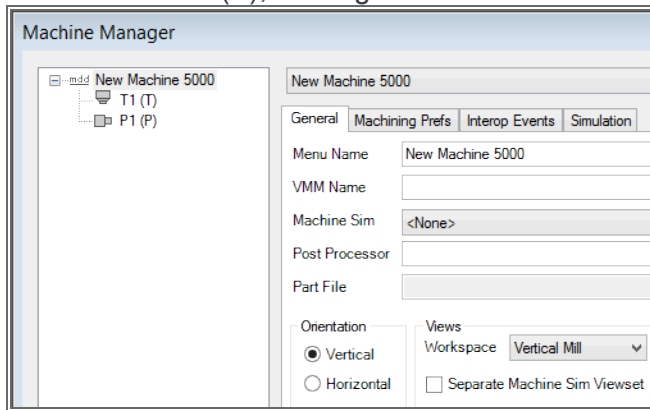 Machine Manager
mdd New Machine 5000
T1 (T)
P1 (P)
New Machine 5000
General Machining Prefs Interop Events Simulation
Menu Name New Machine 5000
VMM Name
Machine Sim <None>
Post Processor
Part File
Orientation
Vertical
Horizontal
Views
Workspace Vertical Mill
Separate Machine Sim Viewset